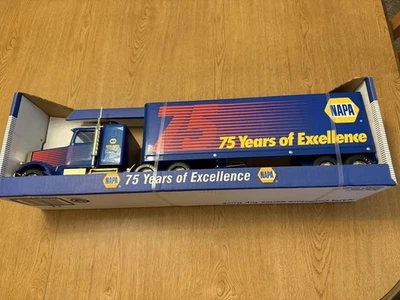 NAPA
75 75 Years of Excellence
NAPA 75 Years of Excellence NAPA